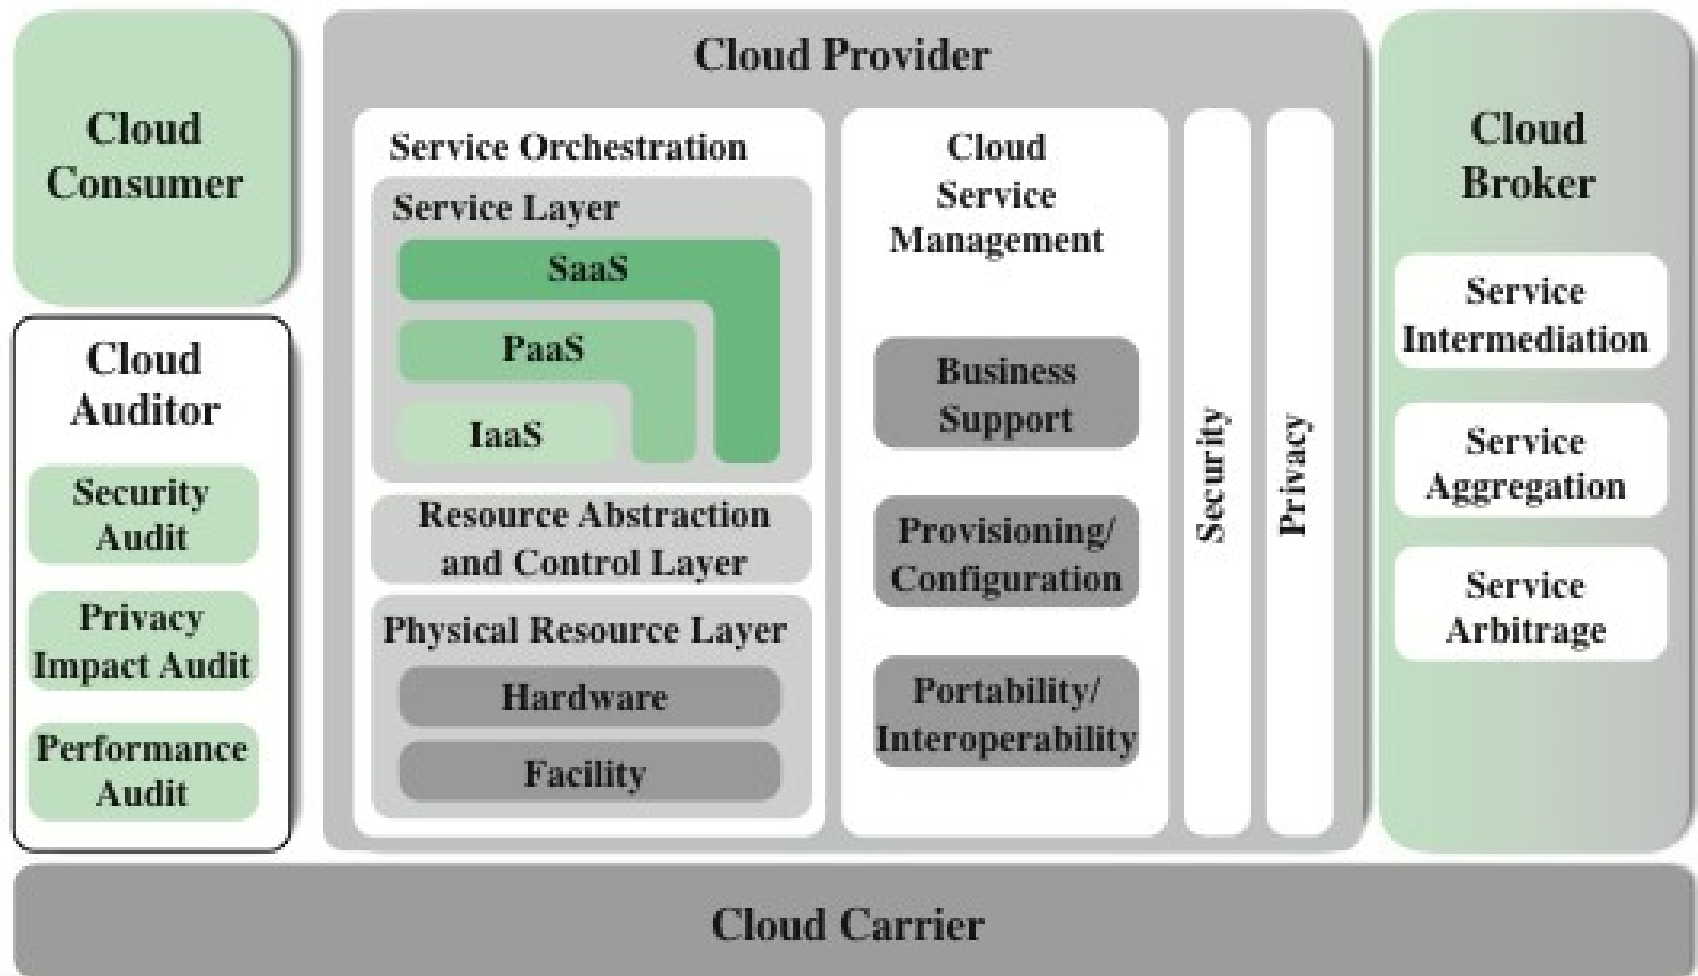 Cloud
Consumer
Cloud
Auditor
Security
Audit
Privacy
Impact Audit
Performance
Audit
Cloud Provider
Service Orchestration
Service Layer
SaaS
PaaS
IaaS
Resource Abstraction
and Control Layer
Physical Resource Layer
Hardware
Facility
Cloud
Service
Management
Business
Support
Provisioning/
Configuration
Portability/
Interoperability
Security
Privacy
Cloud
Broker
Service
Intermediation
Service
Aggregation
Service
Arbitrage
Cloud Carrier